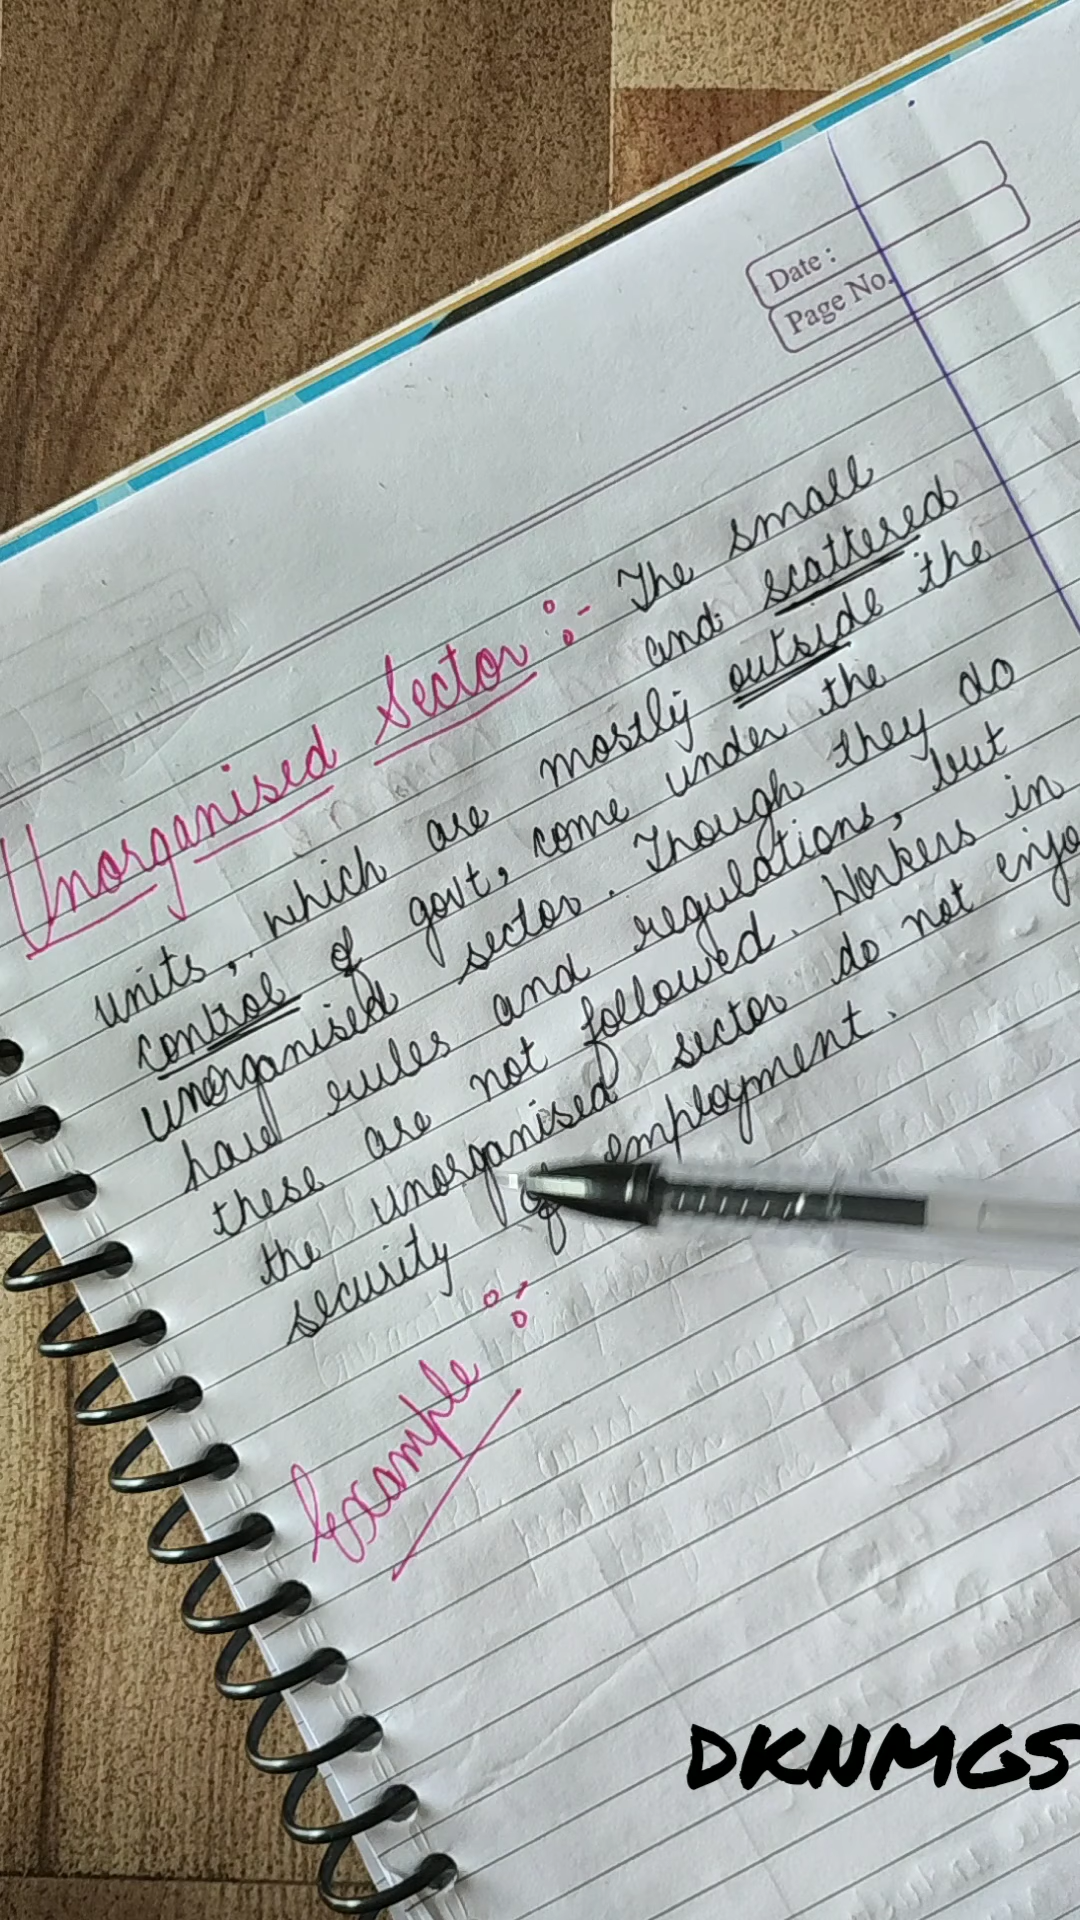 Date :
Page No.
Unorganised Sector :- The small
and scattered
units, which are mostly outside the
control of govt, come under the
unorganised sector. Though they do
have rules and regulations, but
these are not followed. Workers in
the unorganised sector do not enjo
security of employment.
Example :-
DKNMGS